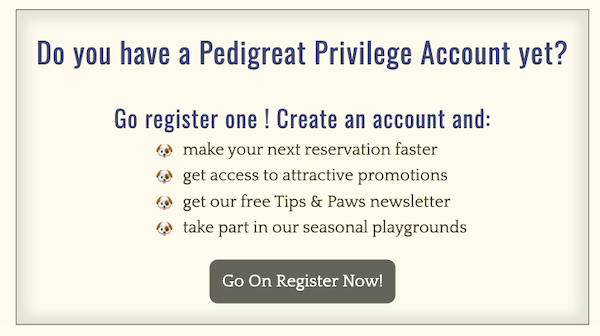 Do you have a Pedigreat Privilege Account yet?
Go register one ! Create an account and:
make your next reservation faster
get access to attractive promotions
get our free Tips & Paws newsletter
take part in our seasonal playgrounds
Go On Register Now!